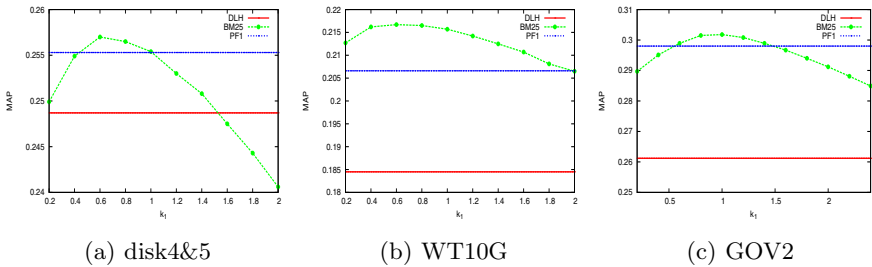 0.26
0.255
0.25
0.245
0.24
MAP
DLH
BM25
PF1
0.2 0.4 0.6 0.8 1 1.2 1.4 1.6 1.8 2
k1
(a) disk4&5
0.22
0.215
0.21
0.205
0.2
0.195
0.19
0.185
0.18
MAP
DLH
BM25
PF1
0.2 0.4 0.6 0.8 1 1.2 1.4 1.6 1.8 2
k1
(b) WT10G
0.31
0.3
0.29
0.28
0.27
0.26
0.25
MAP
DLH
BM25
PF1
0.5 1 1.5 2
k1
(c) GOV2